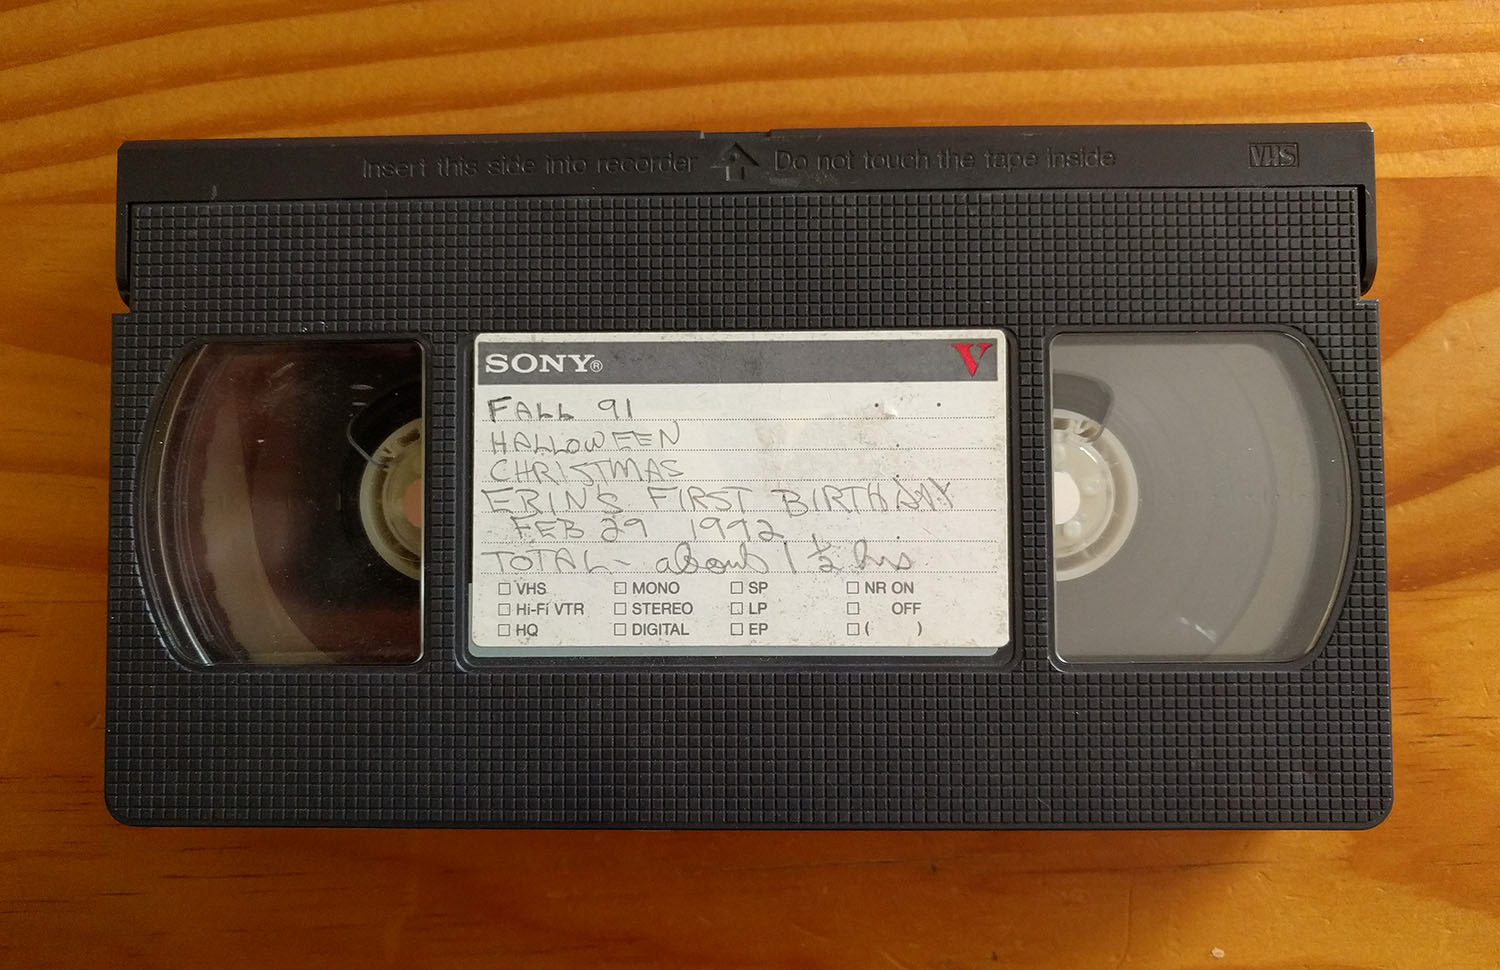 Insert this side into recorder Do not touch the tape inside VHS
SONY® V
FALL 91
HALLOWEEN
CHRISTMAS
ERIN'S FIRST BIRTHDAY
FEB 29 1992
TOTAL - about 1 ½ hrs
☐ VHS ☐ MONO ☐ SP ☐ NR ON
☐ Hi-Fi VTR ☐ STEREO ☐ LP ☐ OFF
☐ HQ ☐ DIGITAL ☐ EP ☐ ( )